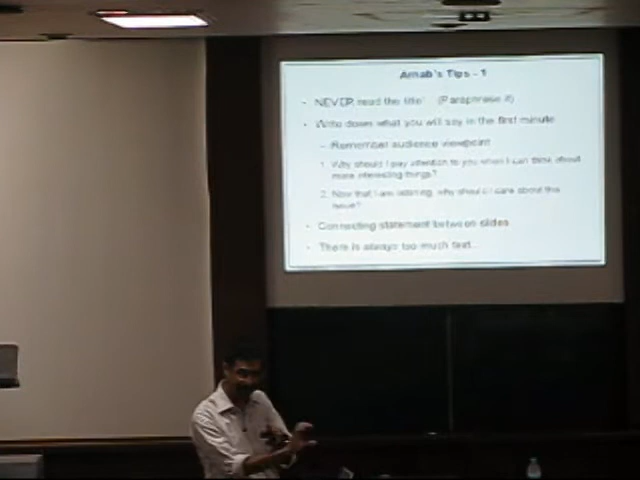 Arnab's Tips - 1
• NEVER read the title! (Paraphrase it)
• Write down what you will say in the first minute
– Remember audience viewpoint
1. Why should I pay attention to you when I can think about
more interesting things?
2. Now that I am listening, why should I care about this
issue?
• Connecting statement between slides
• There is always too much text...